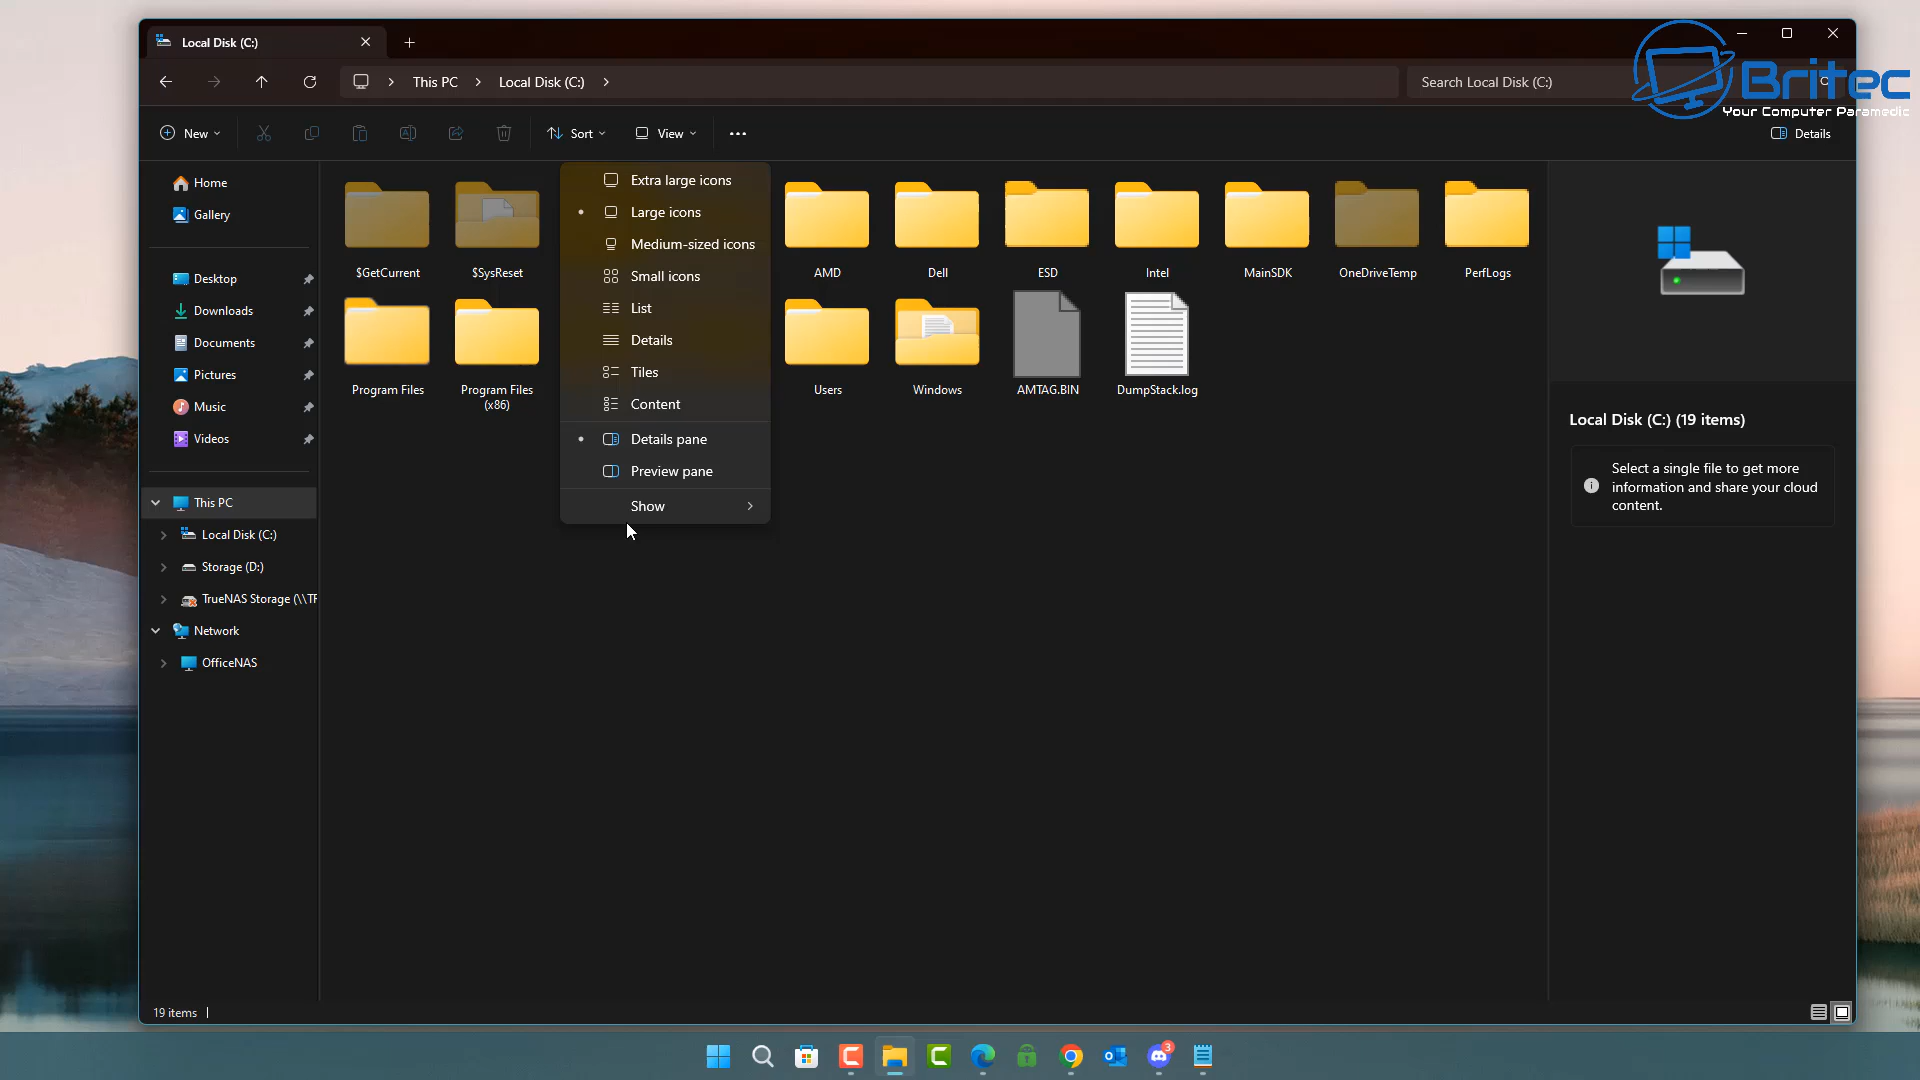 Local Disk (C:)
This PC
Local Disk (C:)
Search Local Disk (C:)
Britec
Your Computer Paramedic
New
Sort
View
Details
Home
Gallery
Desktop
Downloads
Documents
Pictures
Music
Videos
This PC
Local Disk (C:)
Storage (D:)
TrueNAS Storage (\\TF
Network
OfficeNAS
Extra large icons
Large icons
Medium-sized icons
Small icons
List
Details
Tiles
Content
Details pane
Preview pane
Show
$GetCurrent
$SysReset
AMD
Dell
ESD
Intel
MainSDK
OneDriveTemp
PerfLogs
Program Files
Program Files
(x86)
Users
Windows
AMTAG.BIN
DumpStack.log
Local Disk (C:) (19 items)
Select a single file to get more
information and share your cloud
content.
19 items
3